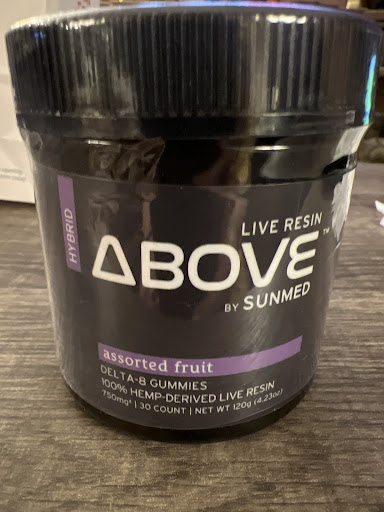 HYBRID
LIVE RESIN
ABOVE™
BY SUNMED
assorted fruit
DELTA-8 GUMMIES
100% HEMP-DERIVED LIVE RESIN
750mg* | 30 COUNT | NET WT 120g (4.23oz)